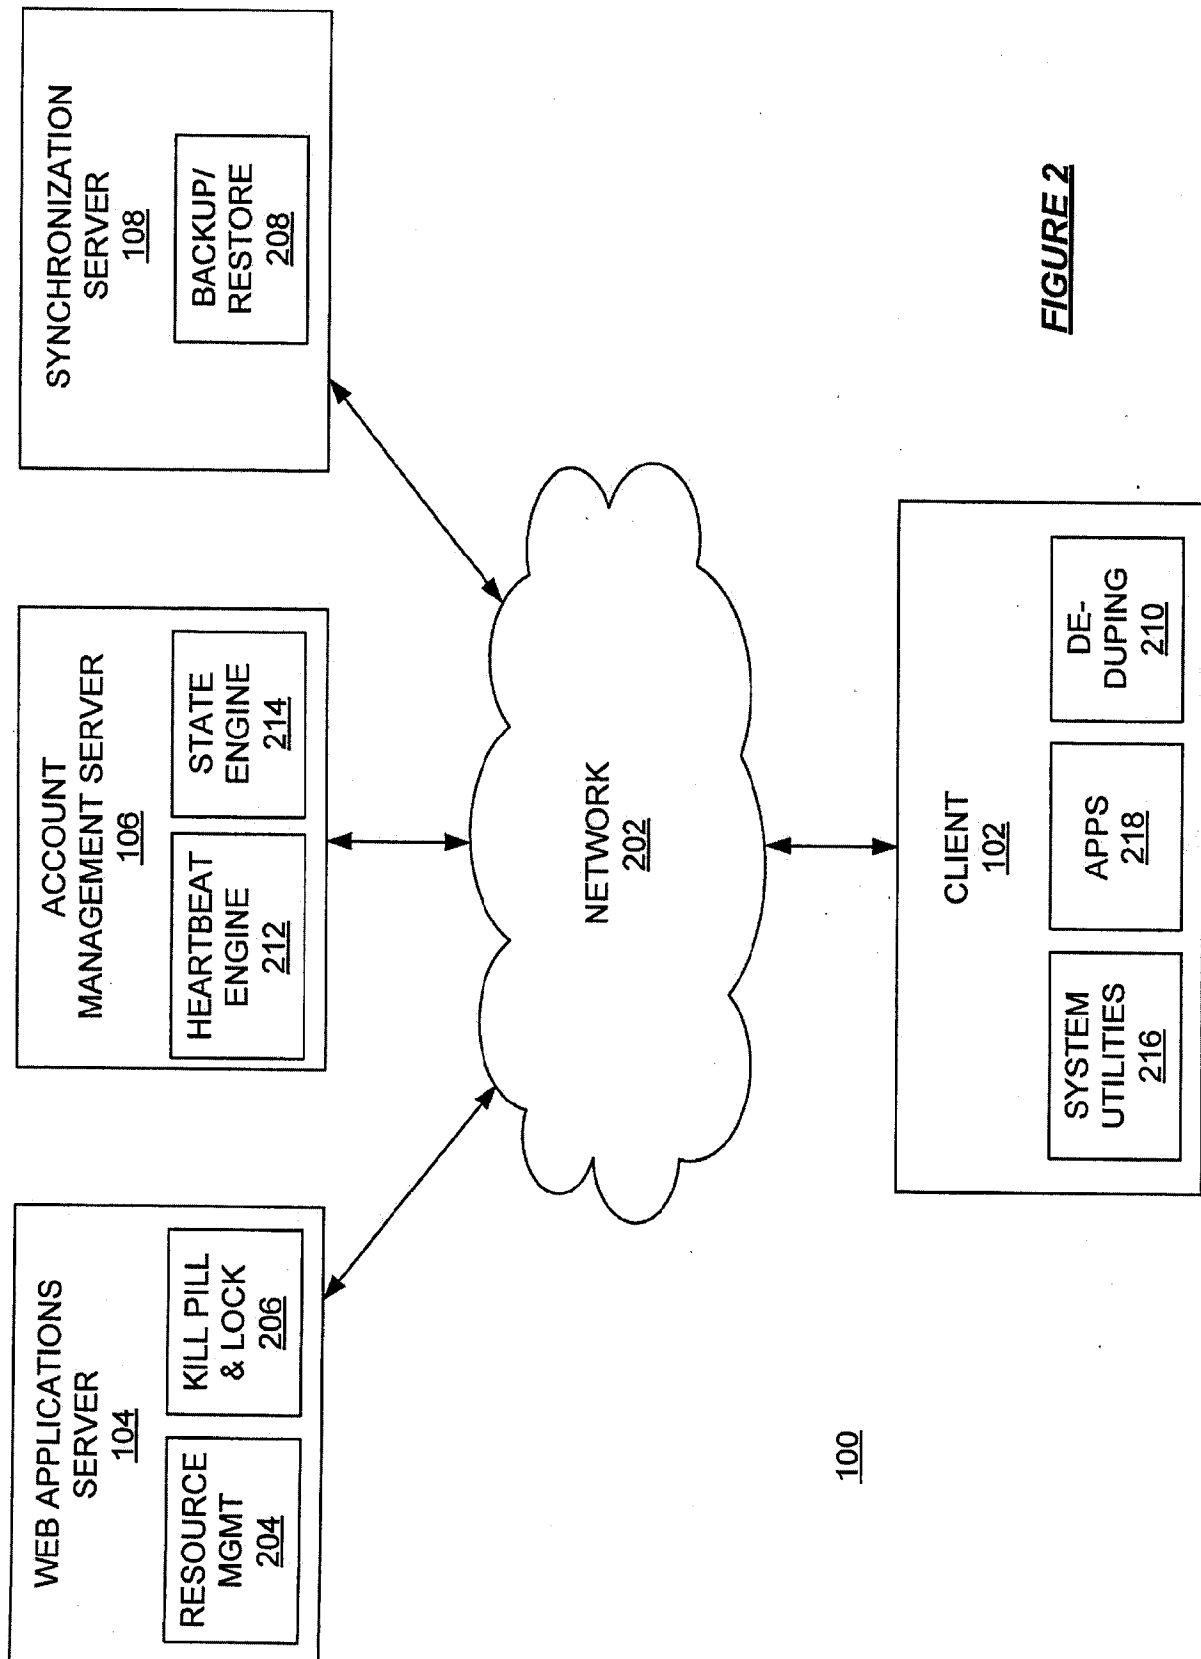 WEB APPLICATIONS
SERVER
104
RESOURCE
MGMT
204
KILL PILL
& LOCK
206
ACCOUNT
MANAGEMENT SERVER
106
HEARTBEAT
ENGINE
212
STATE
ENGINE
214
SYNCHRONIZATION
SERVER
108
BACKUP/
RESTORE
208
NETWORK
202
100
CLIENT
102
SYSTEM
UTILITIES
216
APPS
218
DE-
DUPING
210
FIGURE 2